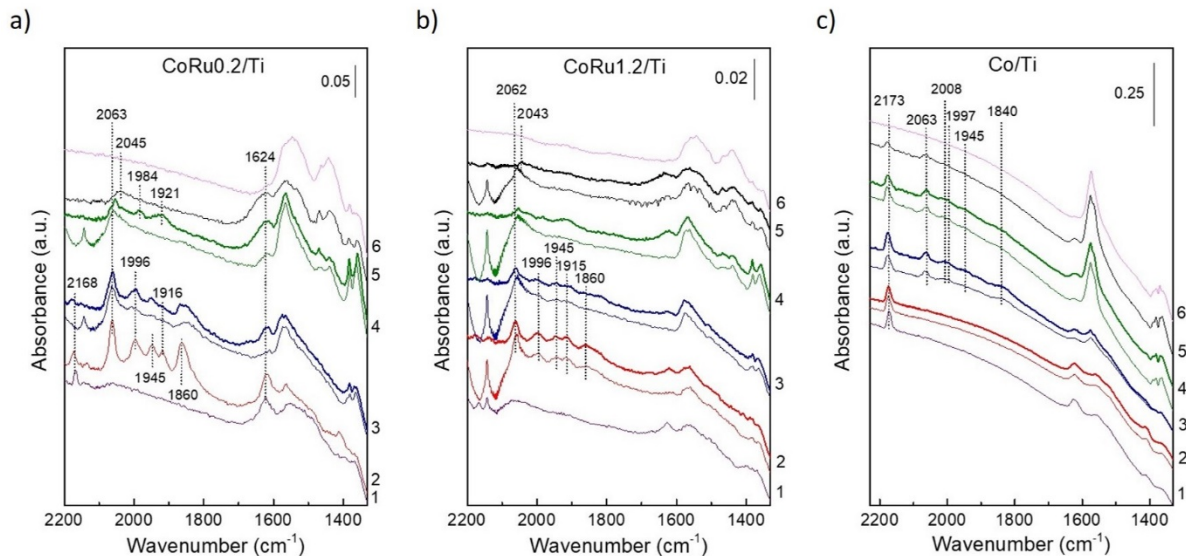 a)
CoRu0.2/Ti
0.05
2063
2045
1984
1921
1624
2168
1996
1916
1945
1860
6
5
4
3
2
1
Absorbance (a.u.)
2200 2000 1800 1600 1400
Wavenumber (cm⁻¹)
b)
CoRu1.2/Ti
0.02
2062
2043
1945
1996
1915
1860
6
5
4
3
2
1
Absorbance (a.u.)
2200 2000 1800 1600 1400
Wavenumber (cm⁻¹)
c)
Co/Ti
0.25
2008
2173
1997
2063
1945
1840
6
5
4
3
2
1
Absorbance (a.u.)
2200 2000 1800 1600 1400
Wavenumber (cm⁻¹)